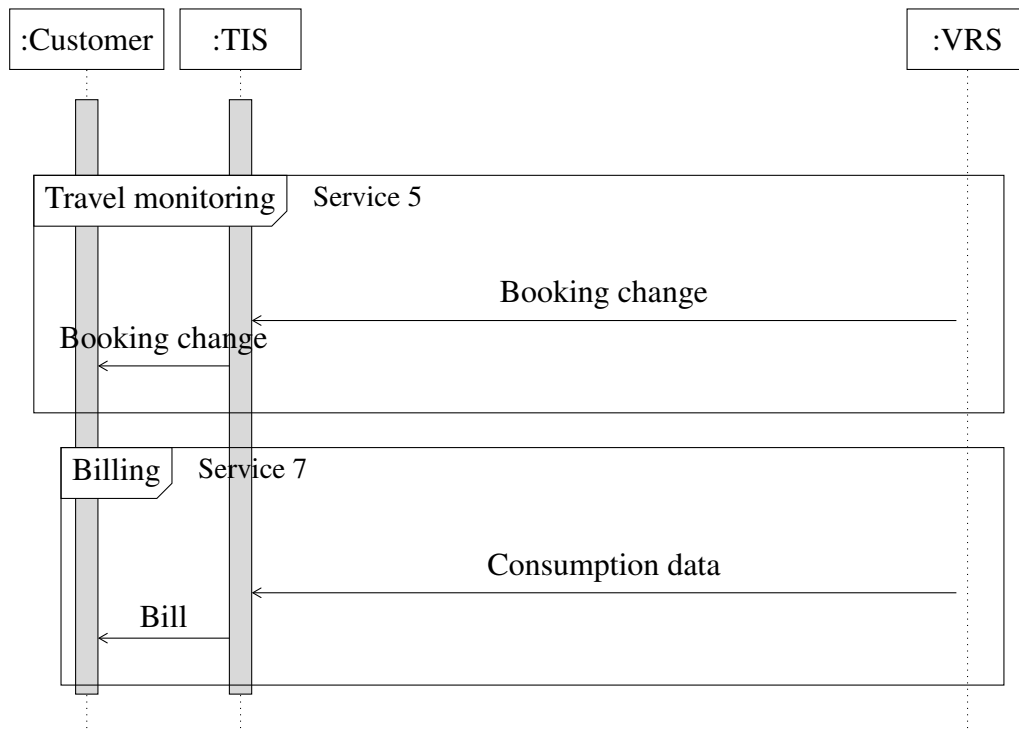 :Customer
:TIS
:VRS
Travel monitoring
Service 5
Booking change
Booking change
Billing
Service 7
Consumption data
Bill